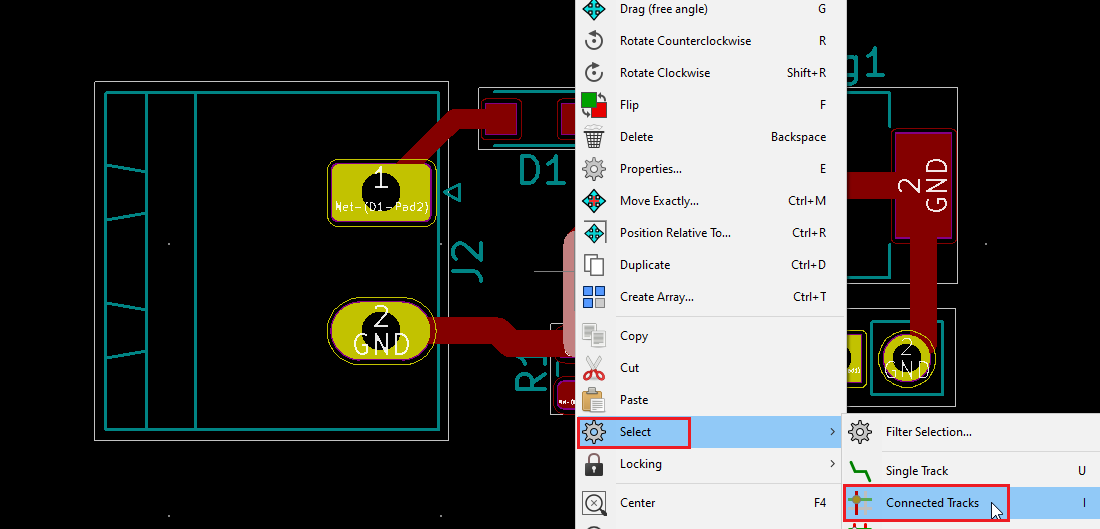 Drag (free angle) G
Rotate Counterclockwise R
Rotate Clockwise Shift+R
Flip F
Delete Backspace
Properties... E
Move Exactly... Ctrl+M
Position Relative To... Ctrl+R
Duplicate Ctrl+D
Create Array... Ctrl+T
Copy
Cut
Paste
Select
Locking
Center F4
Filter Selection...
Single Track U
Connected Tracks I
1
Net-(D1-Pad2)
2
GND
J2
D1
R1
g1
2
GND
2
GND